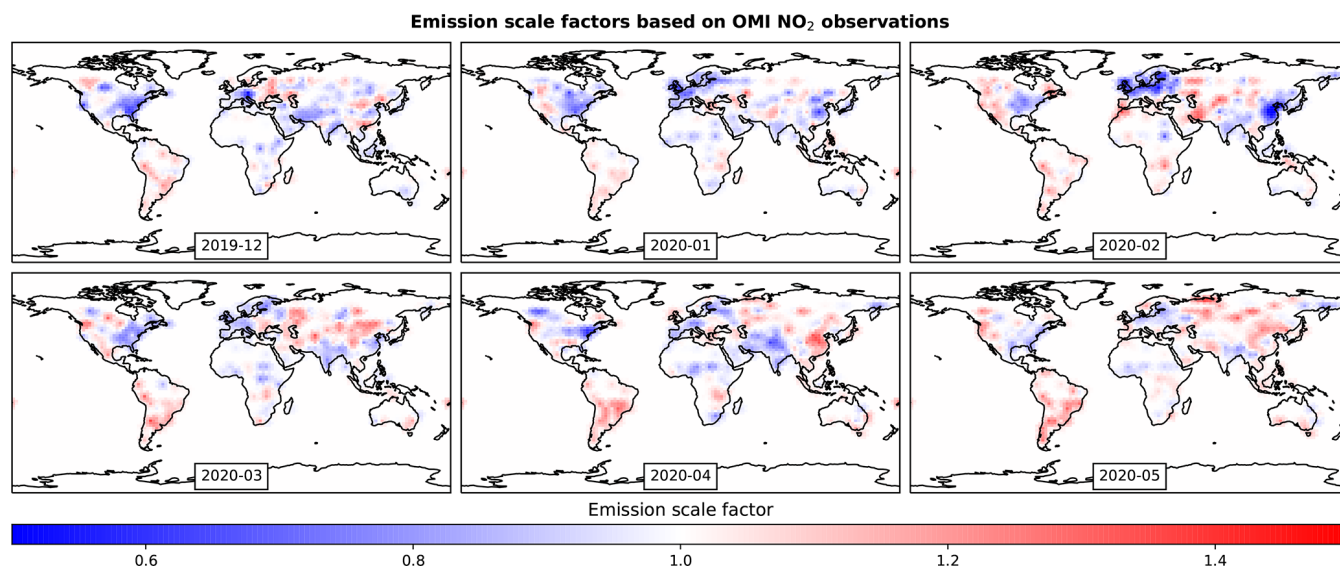 Emission scale factors based on OMI NO₂ observations
2019-12
2020-01
2020-02
2020-03
2020-04
2020-05
Emission scale factor
0.6 0.8 1.0 1.2 1.4